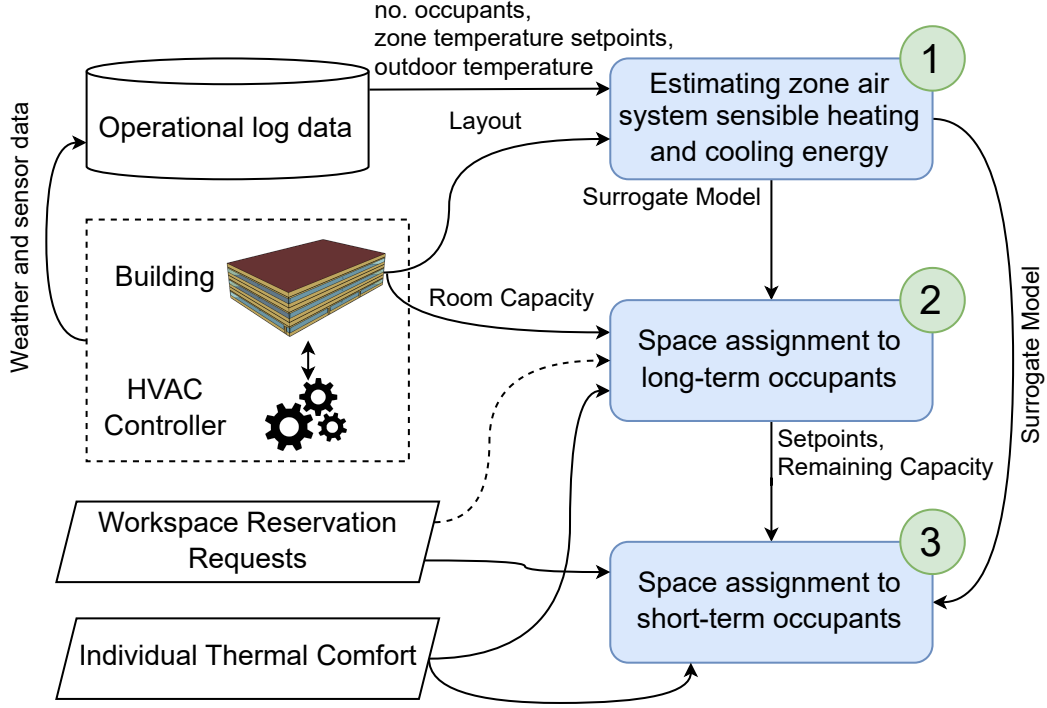 no. occupants,
zone temperature setpoints,
outdoor temperature
1
Estimating zone air
system sensible heating
and cooling energy
Operational log data
Layout
Weather and sensor data
Surrogate Model
Building
Room Capacity
2
Space assignment to
long-term occupants
HVAC
Controller
Surrogate Model
Setpoints,
Remaining Capacity
Workspace Reservation
Requests
3
Space assignment to
short-term occupants
Individual Thermal Comfort